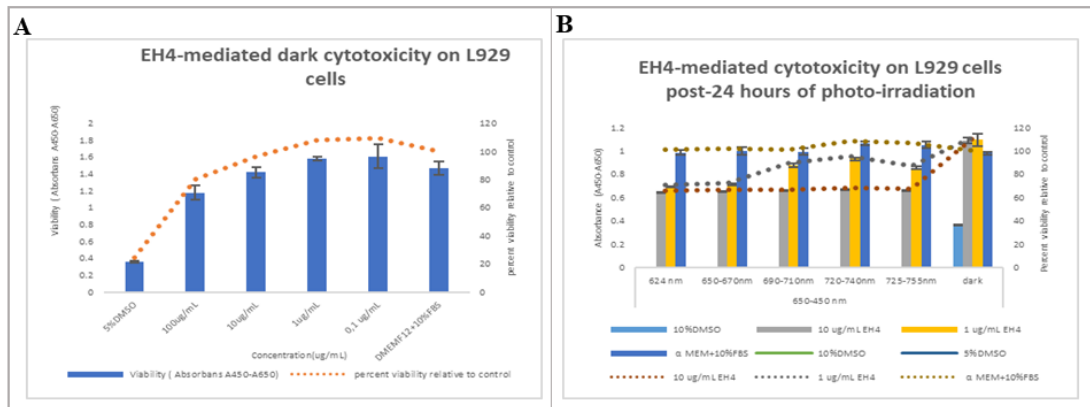 A
EH4-mediated dark cytotoxicity on L929
cells
Viability ( Absorbans A450-A650)
2
1.8
1.6
1.4
1.2
1
0.8
0.6
0.4
0.2
0
120
100
80
60
40
20
0
percent viability relative to control
5%DMSO
100ug/mL
10ug/mL
1ug/mL
0,1 ug/mL
DMEMF12+10%FBS
Concentration(ug/mL)
Viability ( Absorbans A450-A650)
percent viability relative to control
B
EH4-mediated cytotoxicity on L929 cells
post-24 hours of photo-irradiation
Absorbance (A450-A650)
1.2
1
0.8
0.6
0.4
0.2
0
120
100
80
60
40
20
0
Percent viability relative to control
624 nm
650-670nm
690-710nm
720-740nm
725-755nm
dark
650-450 nm
10%DMSO
10 ug/mL EH4
1 ug/mL EH4
α MEM+10%FBS
10%DMSO
5%DMSO
10 ug/mL EH4
1 ug/mL EH4
α MEM+10%FBS